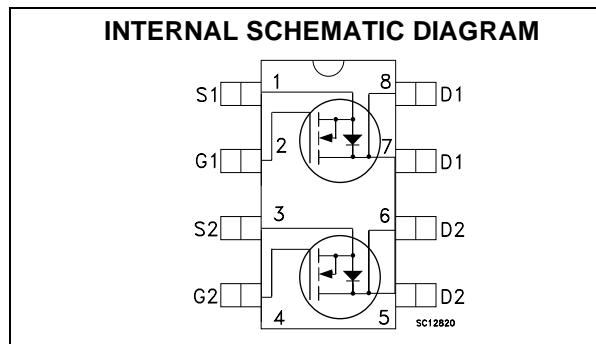 INTERNAL SCHEMATIC DIAGRAM
S1 1 8 D1
G1 2 7 D1
S2 3 6 D2
G2 4 5 D2
SC12820